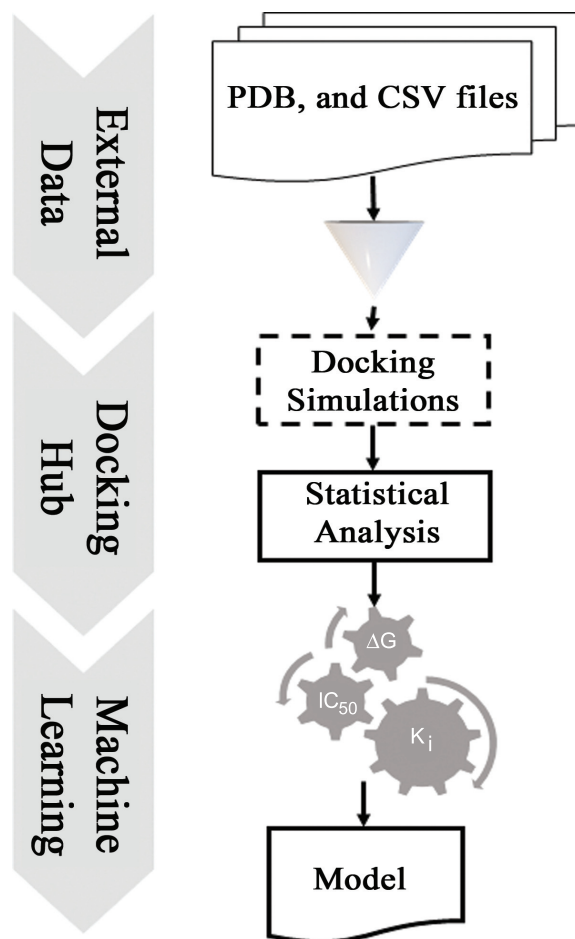 External
Data
PDB, and CSV files
Docking
Hub
Docking
Simulations
Statistical
Analysis
Machine
Learning
ΔG
IC50
Ki
Model